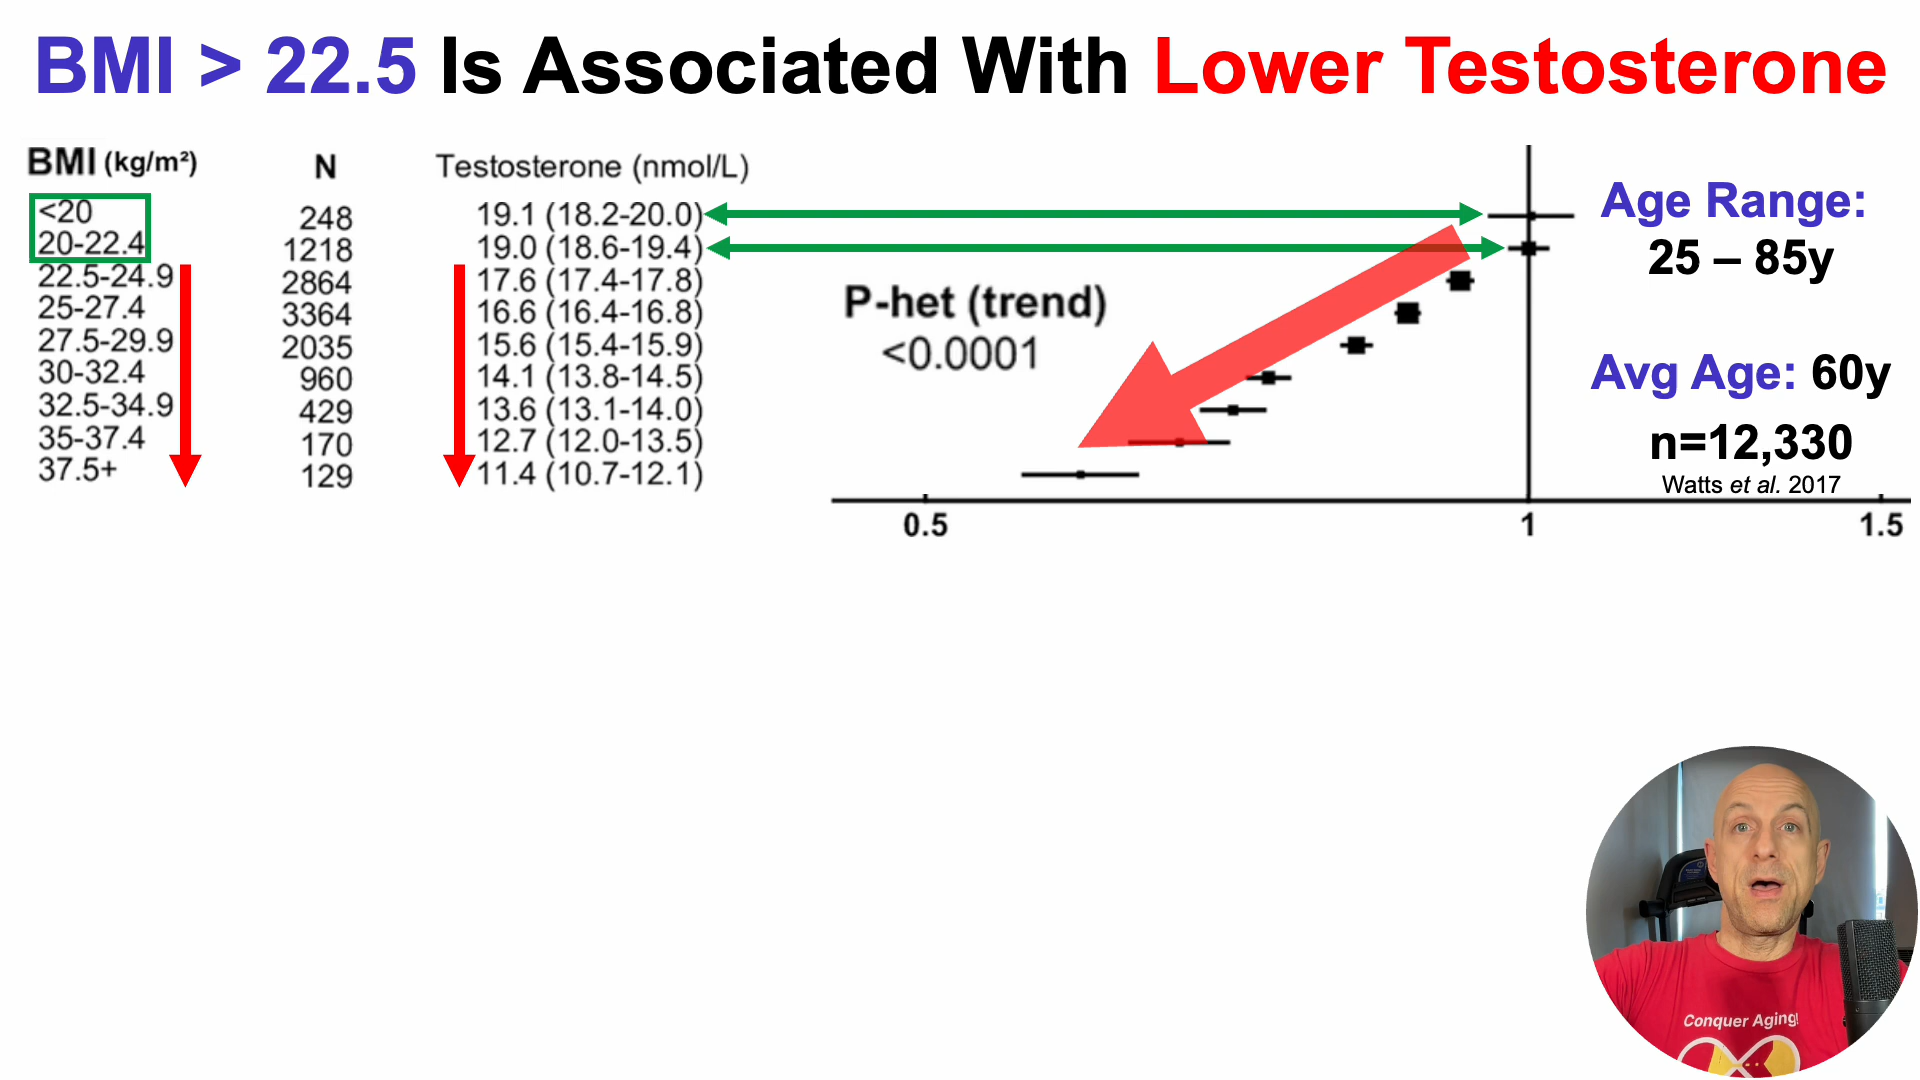 BMI > 22.5 Is Associated With Lower Testosterone
BMI (kg/m²) N Testosterone (nmol/L)
<20 248 19.1 (18.2-20.0)
20-22.4 1218 19.0 (18.6-19.4)
22.5-24.9 2864 17.6 (17.4-17.8)
25-27.4 3364 16.6 (16.4-16.8)
27.5-29.9 2035 15.6 (15.4-15.9)
30-32.4 960 14.1 (13.8-14.5)
32.5-34.9 429 13.6 (13.1-14.0)
35-37.4 170 12.7 (12.0-13.5)
37.5+ 129 11.4 (10.7-12.1)
P-het (trend)
<0.0001
0.5 1 1.5
Age Range:
25 – 85y
Avg Age: 60y
n=12,330
Watts et al. 2017
Conquer Aging!